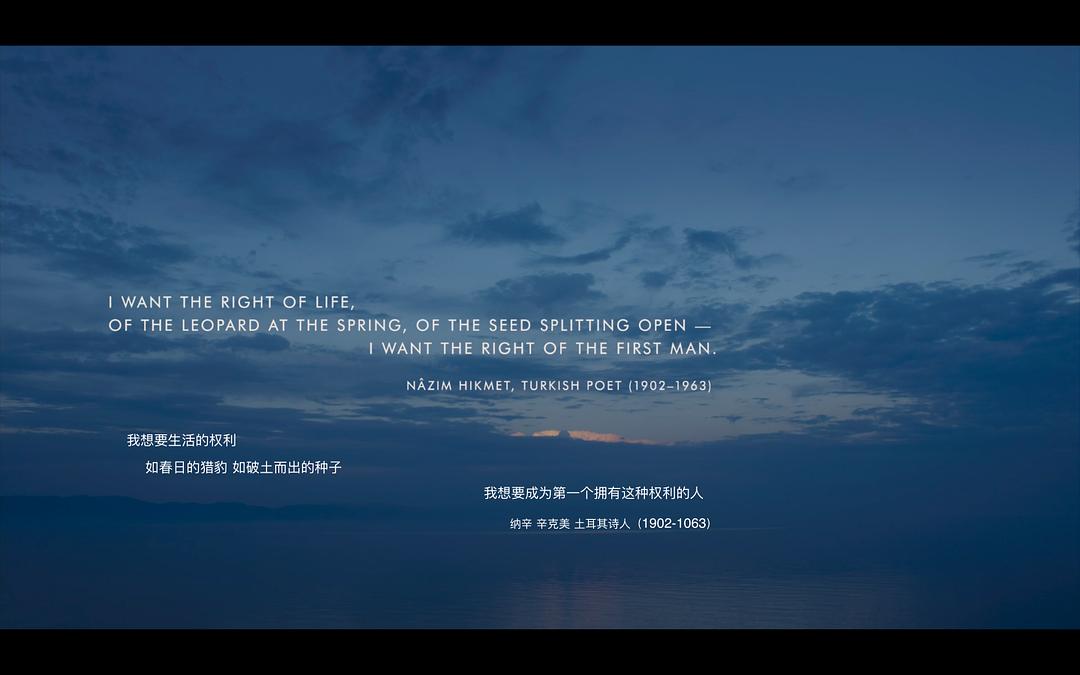 I WANT THE RIGHT OF LIFE,
OF THE LEOPARD AT THE SPRING, OF THE SEED SPLITTING OPEN —
I WANT THE RIGHT OF THE FIRST MAN.
NÂZIM HIKMET, TURKISH POET (1902–1963)
我想要生活的权利
如春日的猎豹 如破土而出的种子
我想要成为第一个拥有这种权利的人
纳辛 辛克美 土耳其诗人 (1902-1063)